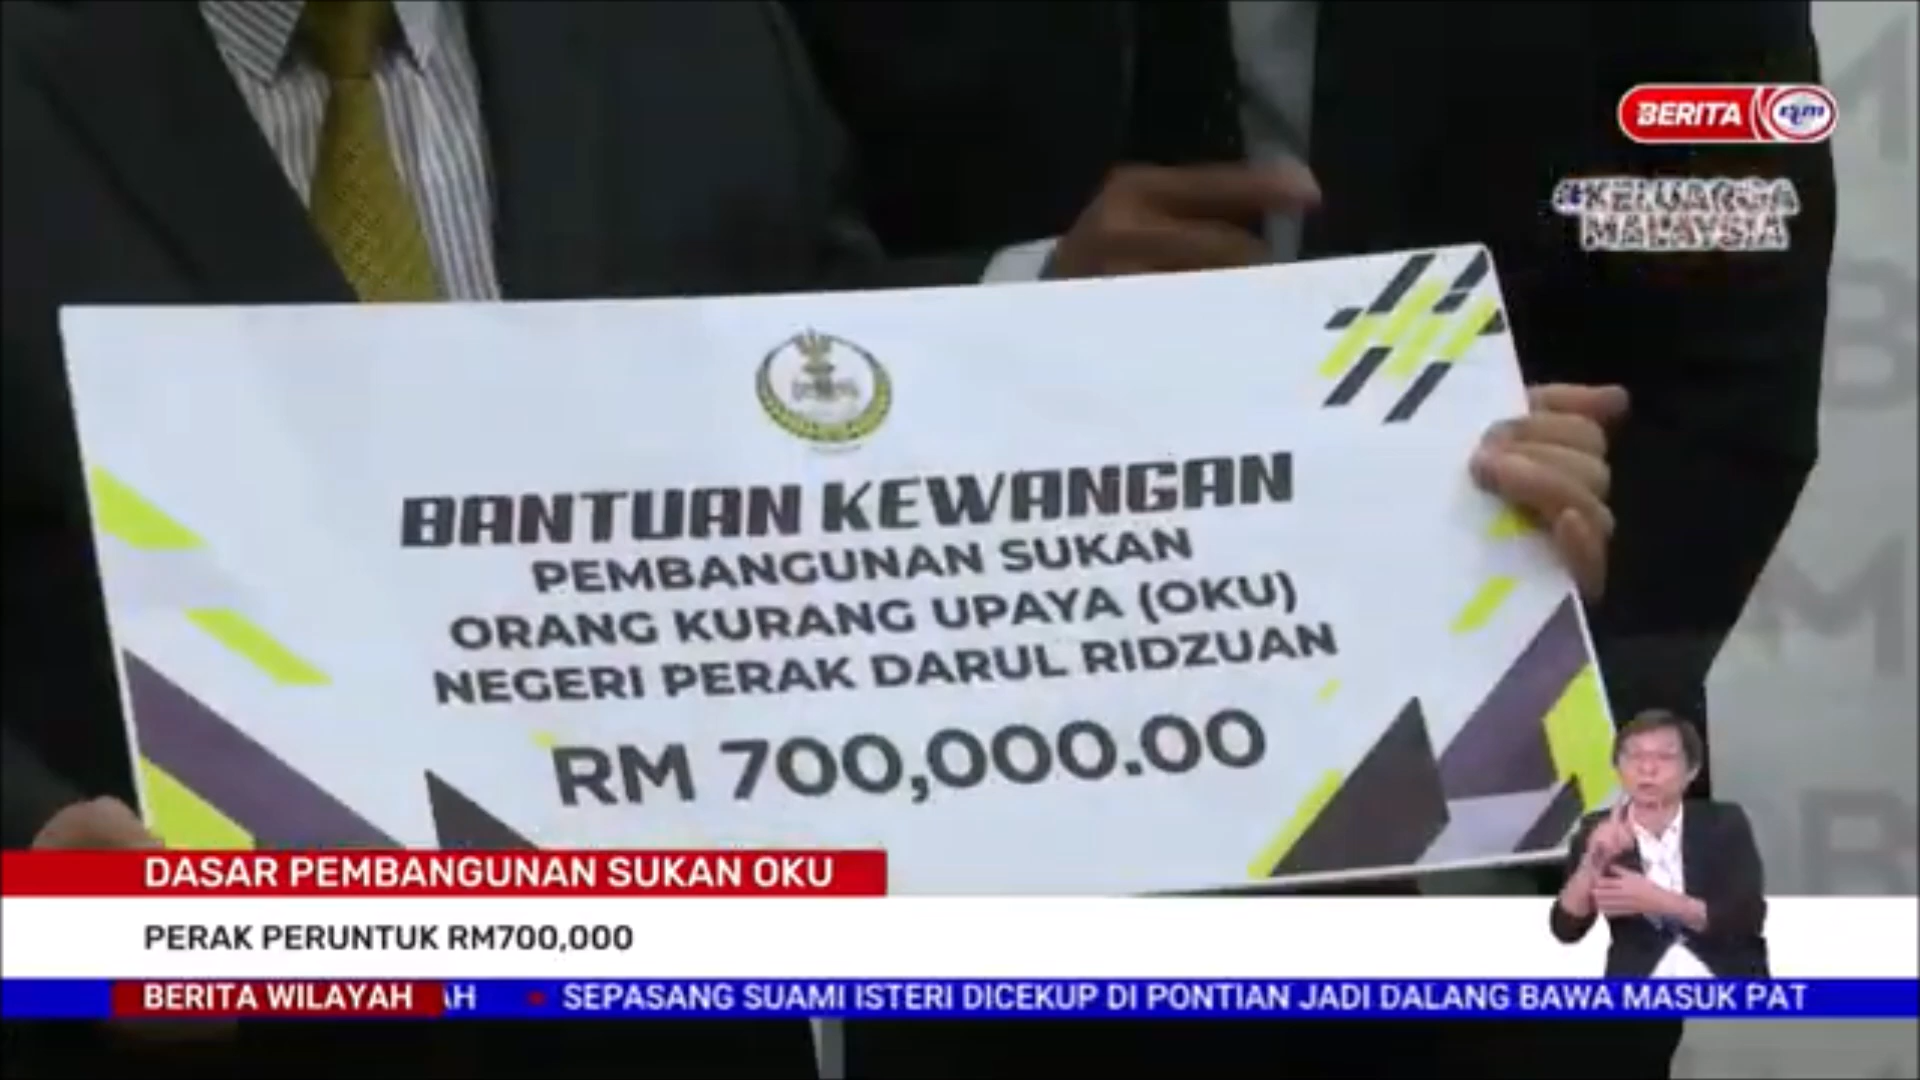 BERITA rtm
#KELUARGA
MALAYSIA
BANTUAN KEWANGAN
PEMBANGUNAN SUKAN
ORANG KURANG UPAYA (OKU)
NEGERI PERAK DARUL RIDZUAN
RM 700,000.00
DASAR PEMBANGUNAN SUKAN OKU
PERAK PERUNTUK RM700,000
BERITA WILAYAH AH • SEPASANG SUAMI ISTERI DICEKUP DI PONTIAN JADI DALANG BAWA MASUK PAT